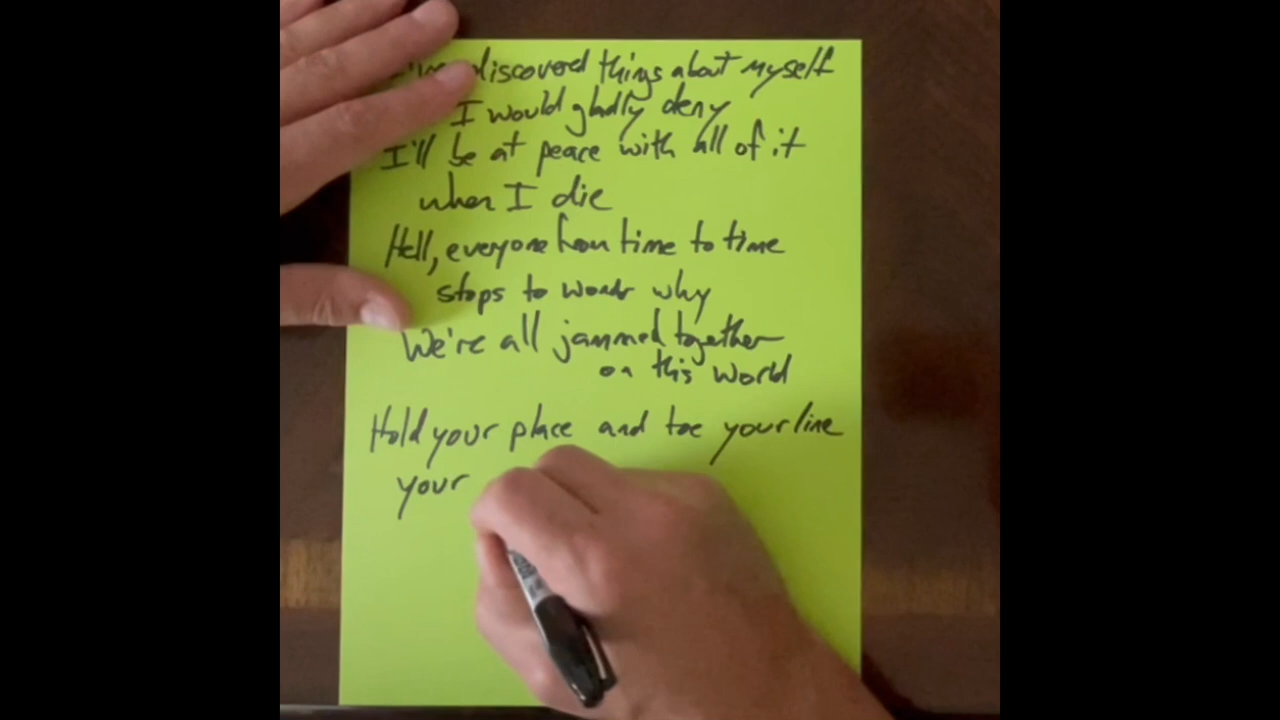 I've discovered things about myself
I would gladly deny
I'll be at peace with all of it
when I die
Hell, everyone from time to time
stops to wonder why
We're all jammed together
on this world
Hold your place and toe your line
your